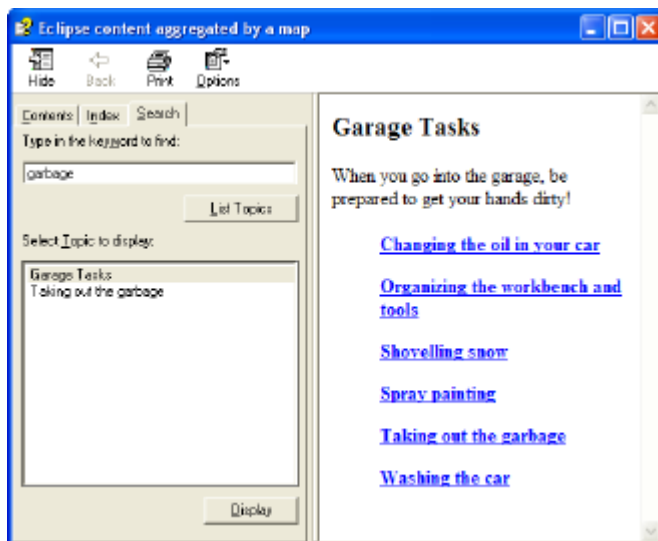 Eclipse content aggregated by a map
Hide Back Print Options
Contents Index Search
Type in the keyword to find:
garbage
List Topics
Select Topic to display:
Garage Tasks
Taking out the garbage
Display
Garage Tasks
When you go into the garage, be
prepared to get your hands dirty!
Changing the oil in your car
Organizing the workbench and
tools
Shovelling snow
Spray painting
Taking out the garbage
Washing the car